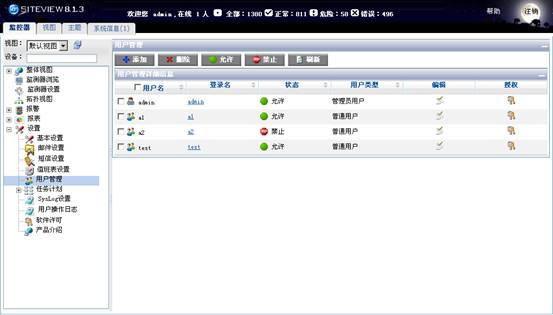 SITEVIEW 8.1.3
欢迎您 admin,在线 1 人 全部:1380 正常:811 危险:58 错误:496
帮助 注销
监控器 视图 主题 系统信息(1)
视图: 默认视图
设备:
整体视图
监测器浏览
监测器设置
拓扑视图
报警
报表
设置
基本设置
邮件设置
短信设置
值班表设置
用户管理
任务计划
SysLog设置
用户操作日志
软件许可
产品介绍
用户管理
添加 删除 允许 禁止 刷新
用户管理详细信息
用户名 登录名 状态 用户类型 编辑 授权
admin admin 允许 管理员用户
a1 a1 允许 普通用户
a2 a2 禁止 普通用户
test test 允许 普通用户